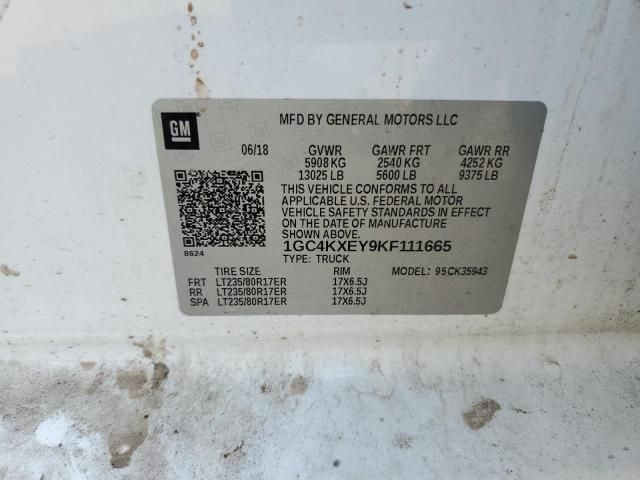 GM
MFD BY GENERAL MOTORS LLC
06/18 GVWR GAWR FRT GAWR RR
5908 KG 2540 KG 4252 KG
13025 LB 5600 LB 9375 LB
THIS VEHICLE CONFORMS TO ALL
APPLICABLE U.S. FEDERAL MOTOR
VEHICLE SAFETY STANDARDS IN EFFECT
ON THE DATE OF MANUFACTURE
SHOWN ABOVE.
1GC4KXEY9KF111665
8624
TYPE: TRUCK
TIRE SIZE RIM MODEL: 95CK35943
FRT LT235/80R17ER 17X6.5J
RR LT235/80R17ER 17X6.5J
SPA LT235/80R17ER 17X6.5J